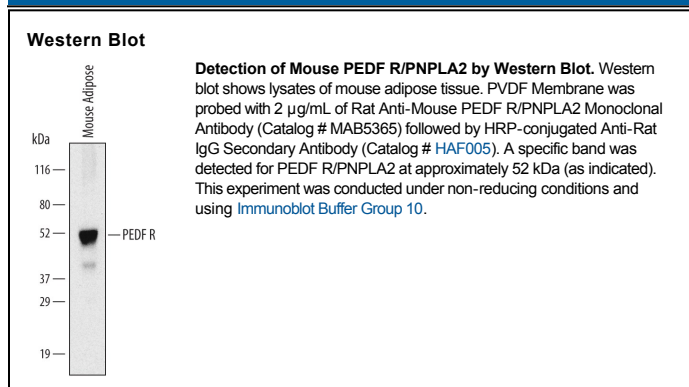 Western Blot
Mouse Adipose
kDa
116
80
52
PEDF R
37
29
19
Detection of Mouse PEDF R/PNPLA2 by Western Blot. Western
blot shows lysates of mouse adipose tissue. PVDF Membrane was
probed with 2 µg/mL of Rat Anti-Mouse PEDF R/PNPLA2 Monoclonal
Antibody (Catalog # MAB5365) followed by HRP-conjugated Anti-Rat
IgG Secondary Antibody (Catalog # HAF005). A specific band was
detected for PEDF R/PNPLA2 at approximately 52 kDa (as indicated).
This experiment was conducted under non-reducing conditions and
using Immunoblot Buffer Group 10.